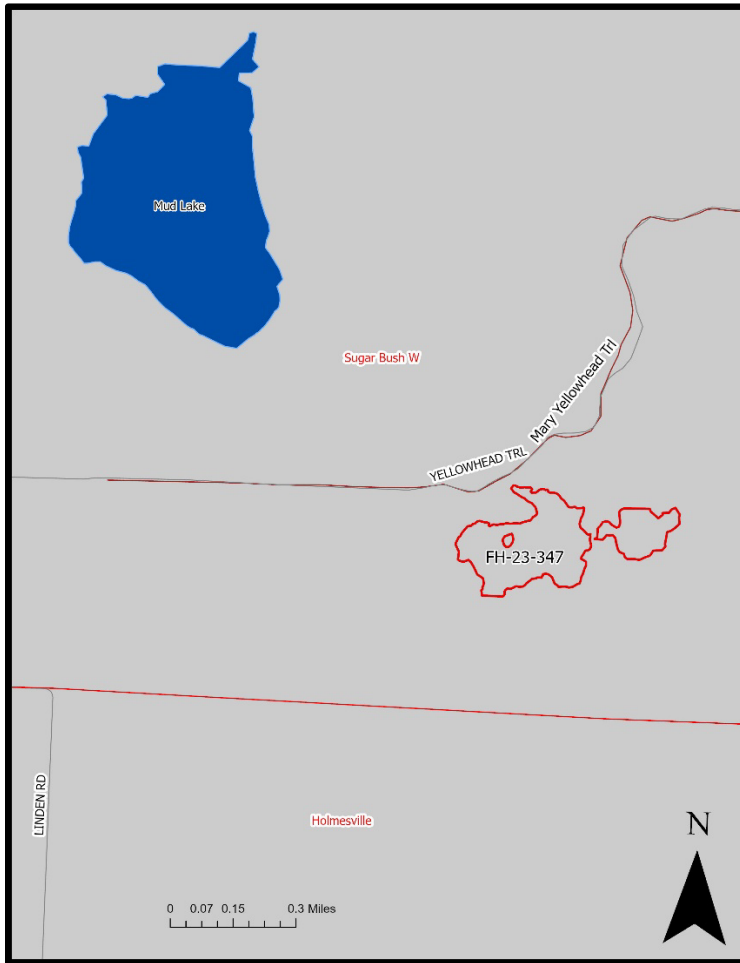 Mud Lake
Sugar Bush W
Mary Yellowhead Trl
YELLOWHEAD TRL
FH-23-347
LINDEN RD
Holmesville
N
0 0.07 0.15 0.3 Miles